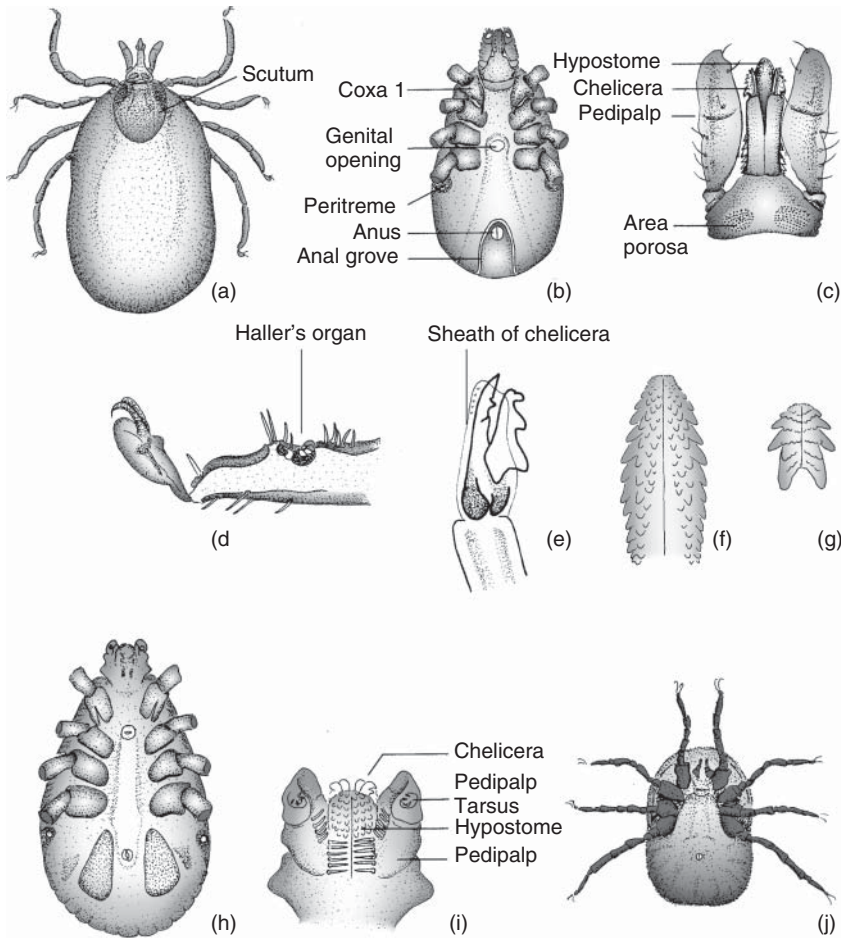 Scutum
(a)
Coxa 1
Genital
opening
Peritreme
Anus
Anal grove
(b)
Hypostome
Chelicera
Pedipalp
Area
porosa
(c)
Haller's organ
(d
Sheath of chelicera
(e)
(f)
(g)
(h)
Chelicera
Pedipalp
Tarsus
Hypostome
Pedipalp
(i)
(j)